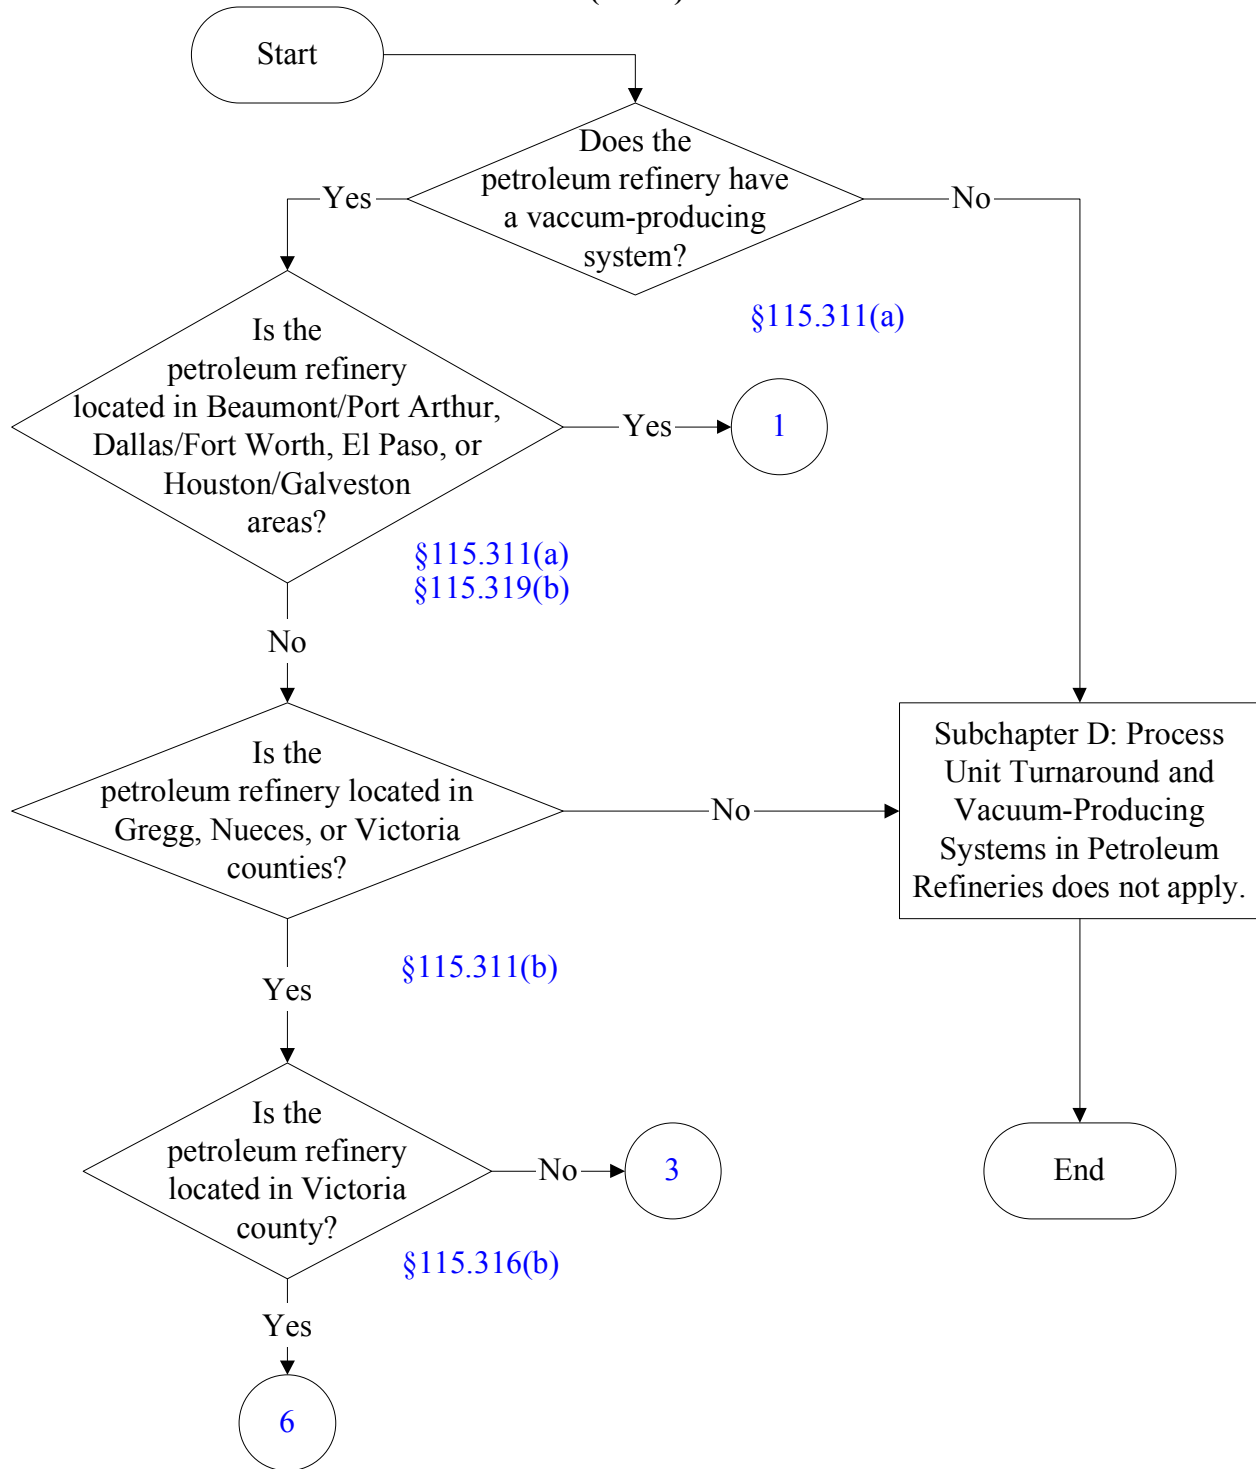 Start
Does the
petroleum refinery have
a vaccum-producing
system?
Yes
No
§115.311(a)
Is the
petroleum refinery
located in Beaumont/Port Arthur,
Dallas/Fort Worth, El Paso, or
Houston/Galveston
areas?
Yes
1
§115.311(a)
§115.319(b)
No
Is the
petroleum refinery located in
Gregg, Nueces, or Victoria
counties?
No
Subchapter D: Process
Unit Turnaround and
Vacuum-Producing
Systems in Petroleum
Refineries does not apply.
§115.311(b)
Yes
Is the
petroleum refinery
located in Victoria
county?
No
3
End
§115.316(b)
Yes
6